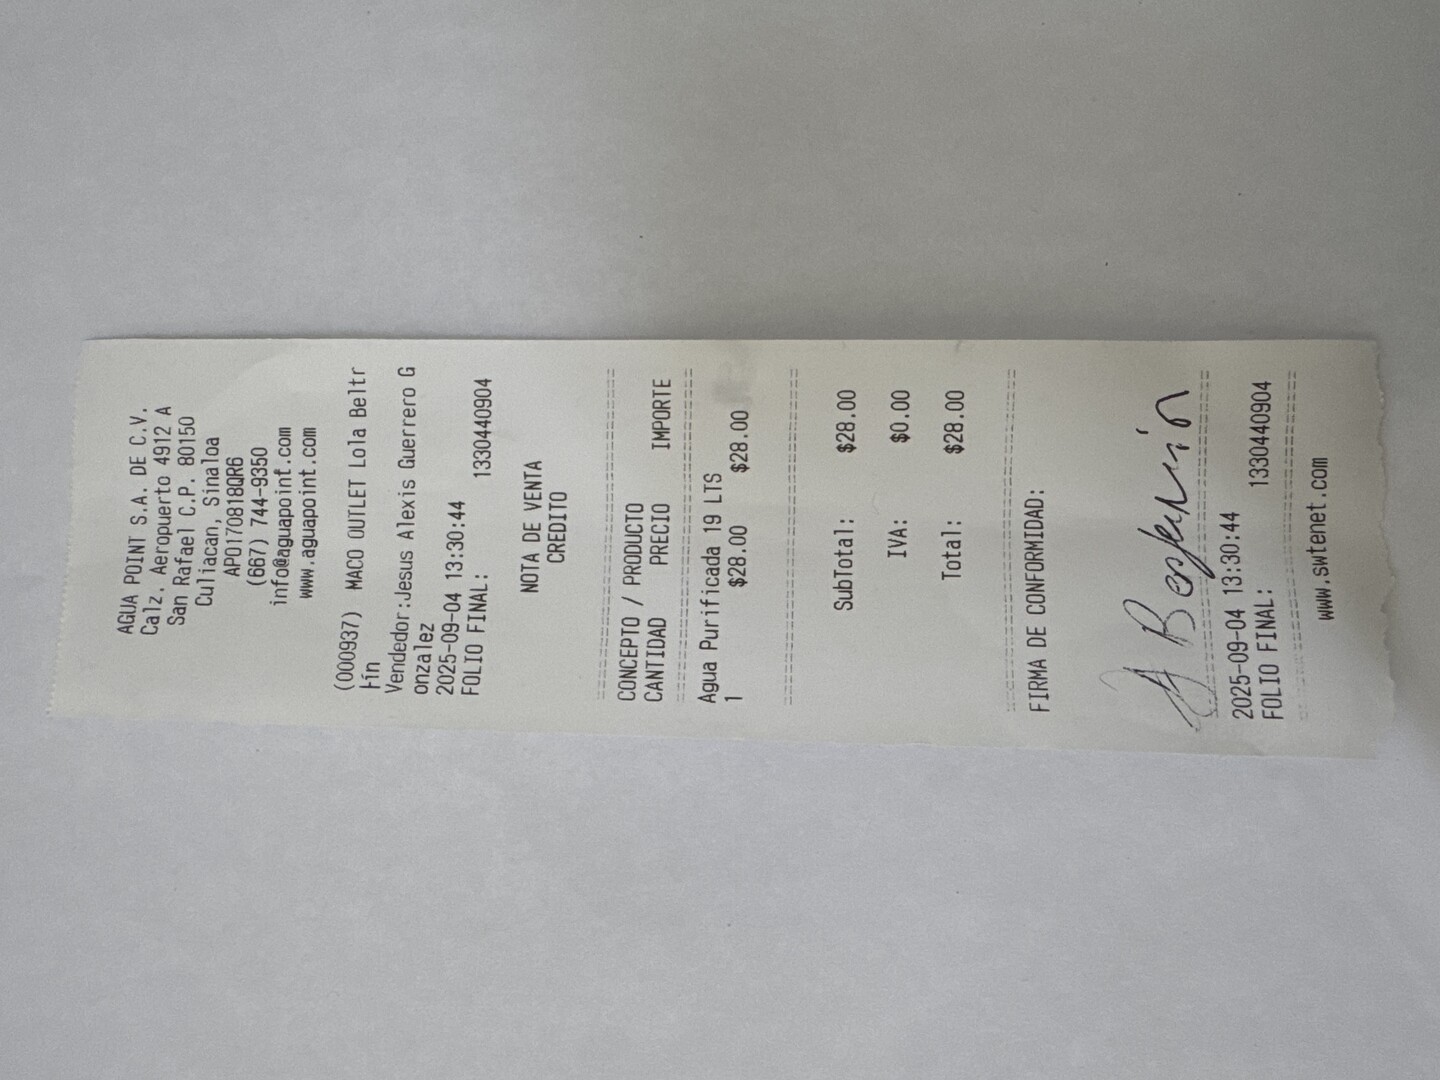 AGUA POINT S.A. DE C.V.
Calz. Aeropuerto 4912 A
San Rafael C.P. 80150
Culiacan, Sinaloa
APO170818QR6
(667) 744-9350
info@aguapoint.com
www.aguapoint.com
(000937) MACO OUTLET Lola Beltr
Fin
Vendedor:Jesus Alexis Guerrero G
onzalez
2025-09-04 13:30:44
FOLIO FINAL: 1330440904
NOTA DE VENTA
CREDITO
CONCEPTO / PRODUCTO
CANTIDAD PRECIO IMPORTE
Agua Purificada 19 LTS
1 $28.00 $28.00
SubTotal: $28.00
IVA: $0.00
Total: $28.00
FIRMA DE CONFORMIDAD:
2025-09-04 13:30:44
FOLIO FINAL: 1330440904
www.swtenet.com